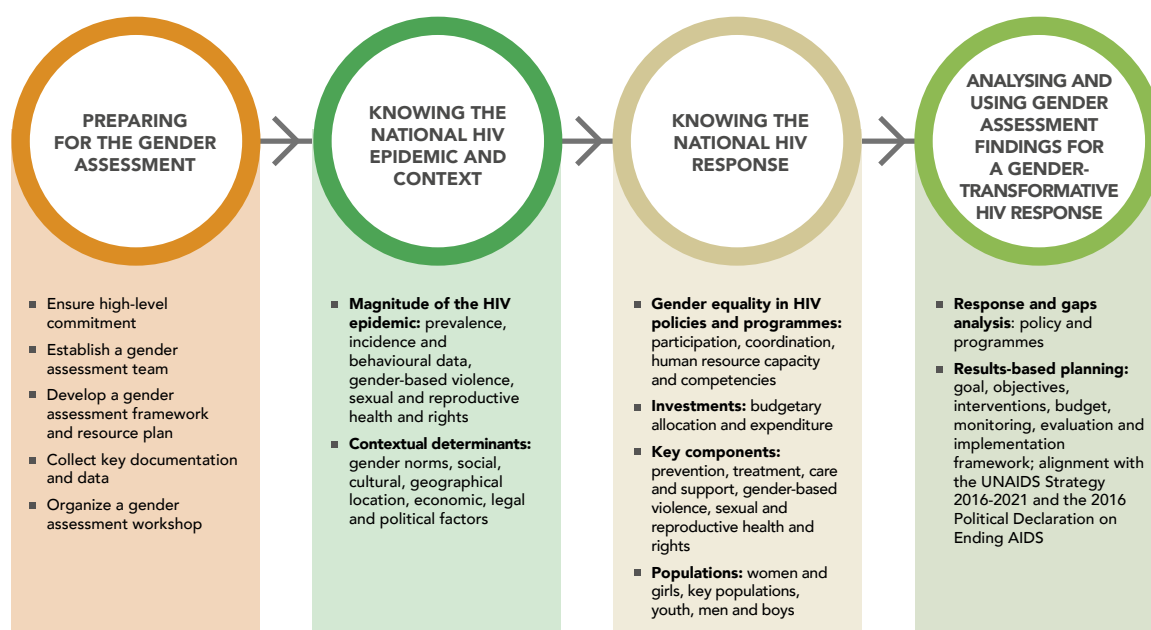 PREPARING
FOR THE GENDER
ASSESSMENT
■ Ensure high-level
commitment
■ Establish a gender
assessment team
■ Develop a gender
assessment framework
and resource plan
■ Collect key documentation
and data
■ Organize a gender
assessment workshop
KNOWING THE
NATIONAL HIV
EPIDEMIC AND
CONTEXT
■ Magnitude of the HIV
epidemic: prevalence,
incidence and
behavioural data,
gender-based violence,
sexual and reproductive
health and rights
■ Contextual determinants:
gender norms, social,
cultural, geographical
location, economic, legal
and political factors
KNOWING THE
NATIONAL HIV
RESPONSE
■ Gender equality in HIV
policies and programmes:
participation, coordination,
human resource capacity
and competencies
■ Investments: budgetary
allocation and expenditure
■ Key components:
prevention, treatment, care
and support, gender-based
violence, sexual and
reproductive health and
rights
■ Populations: women and
girls, key populations,
youth, men and boys
ANALYSING AND
USING GENDER
ASSESSMENT
FINDINGS FOR
A GENDER-
TRANSFORMATIVE
HIV RESPONSE
■ Response and gaps
analysis: policy and
programmes
■ Results-based planning:
goal, objectives,
interventions, budget,
monitoring, evaluation and
implementation
framework; alignment with
the UNAIDS Strategy
2016-2021 and the 2016
Political Declaration on
Ending AIDS